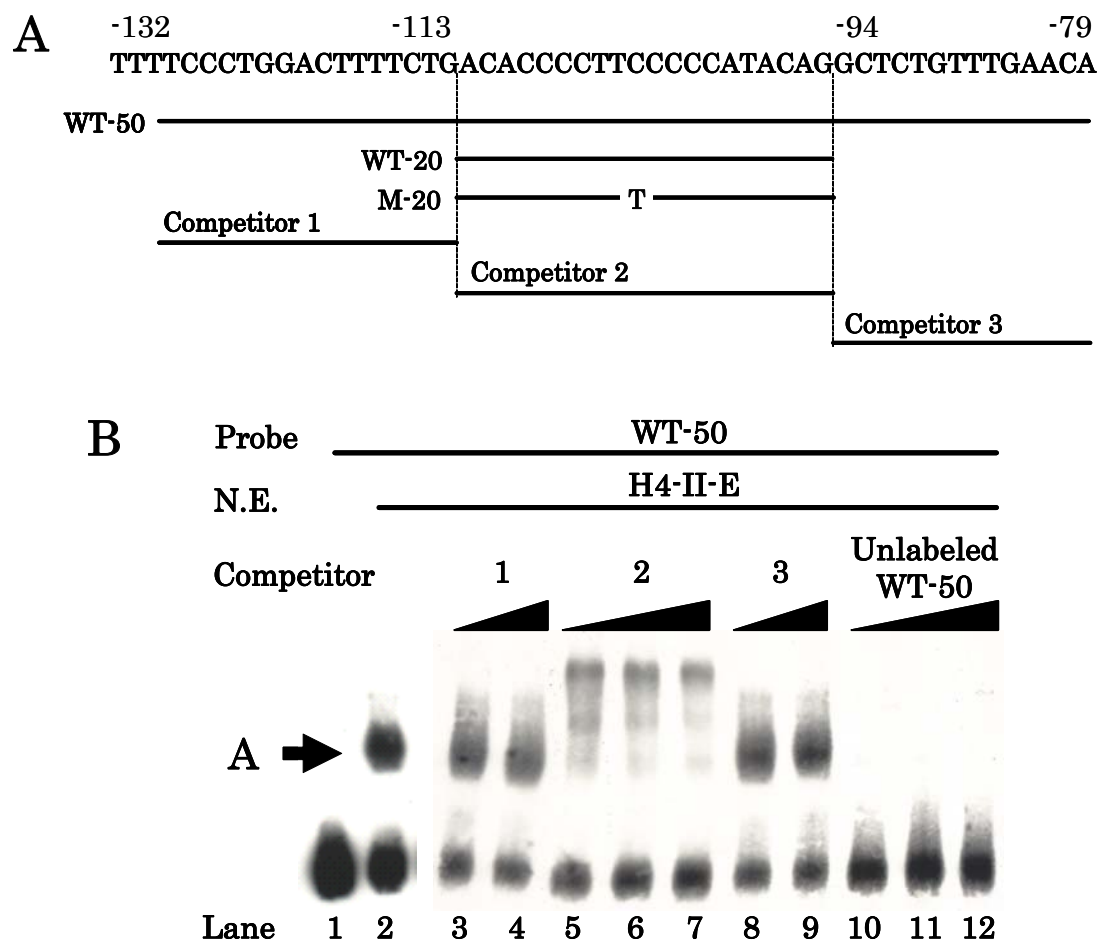 A
-132 -113 -94 -79
TTTTCCCTGGACTTTTCTGACACCCCTTCCCCCATACAGGCTCTGTTTGAACA
WT-50
WT-20
M-20 T
Competitor 1
Competitor 2
Competitor 3
B
Probe WT-50
N.E. H4-II-E
Competitor 1 2 3 Unlabeled
WT-50
A
Lane 1 2 3 4 5 6 7 8 9 10 11 12